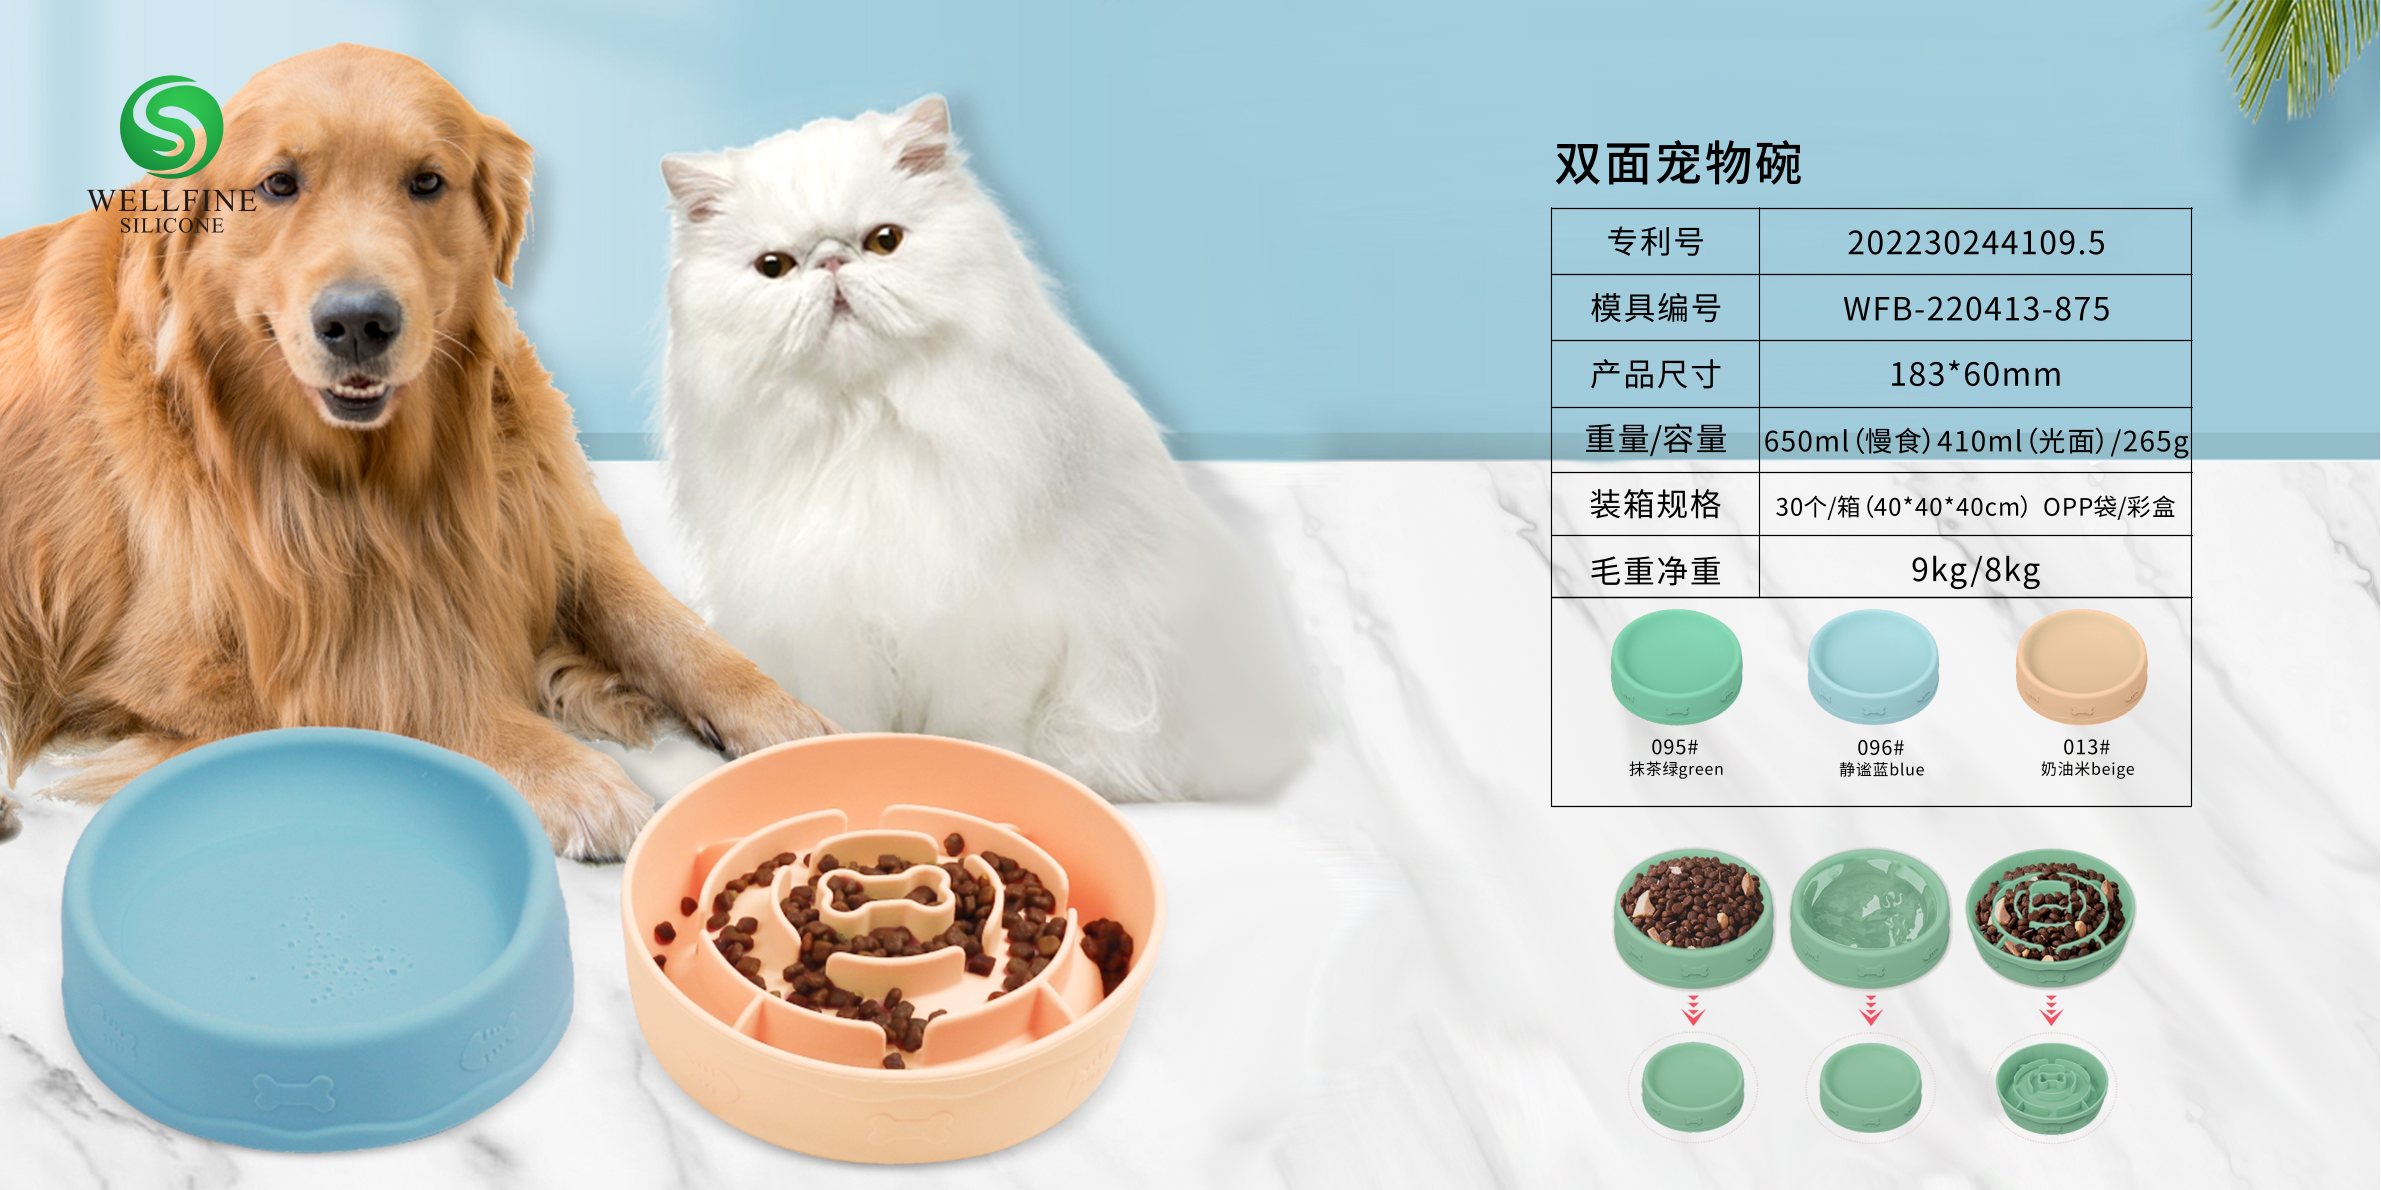 WELLFINE
SILICONE
双面宠物碗
专利号 202230244109.5
模具编号 WFB-220413-875
产品尺寸 183*60mm
重量/容量 650ml(慢食)410ml(光面)/265g
装箱规格 30个/箱(40*40*40cm) OPP袋/彩盒
毛重净重 9kg/8kg
095# 096# 013#
抹茶绿green 静谧蓝blue 奶油米beige